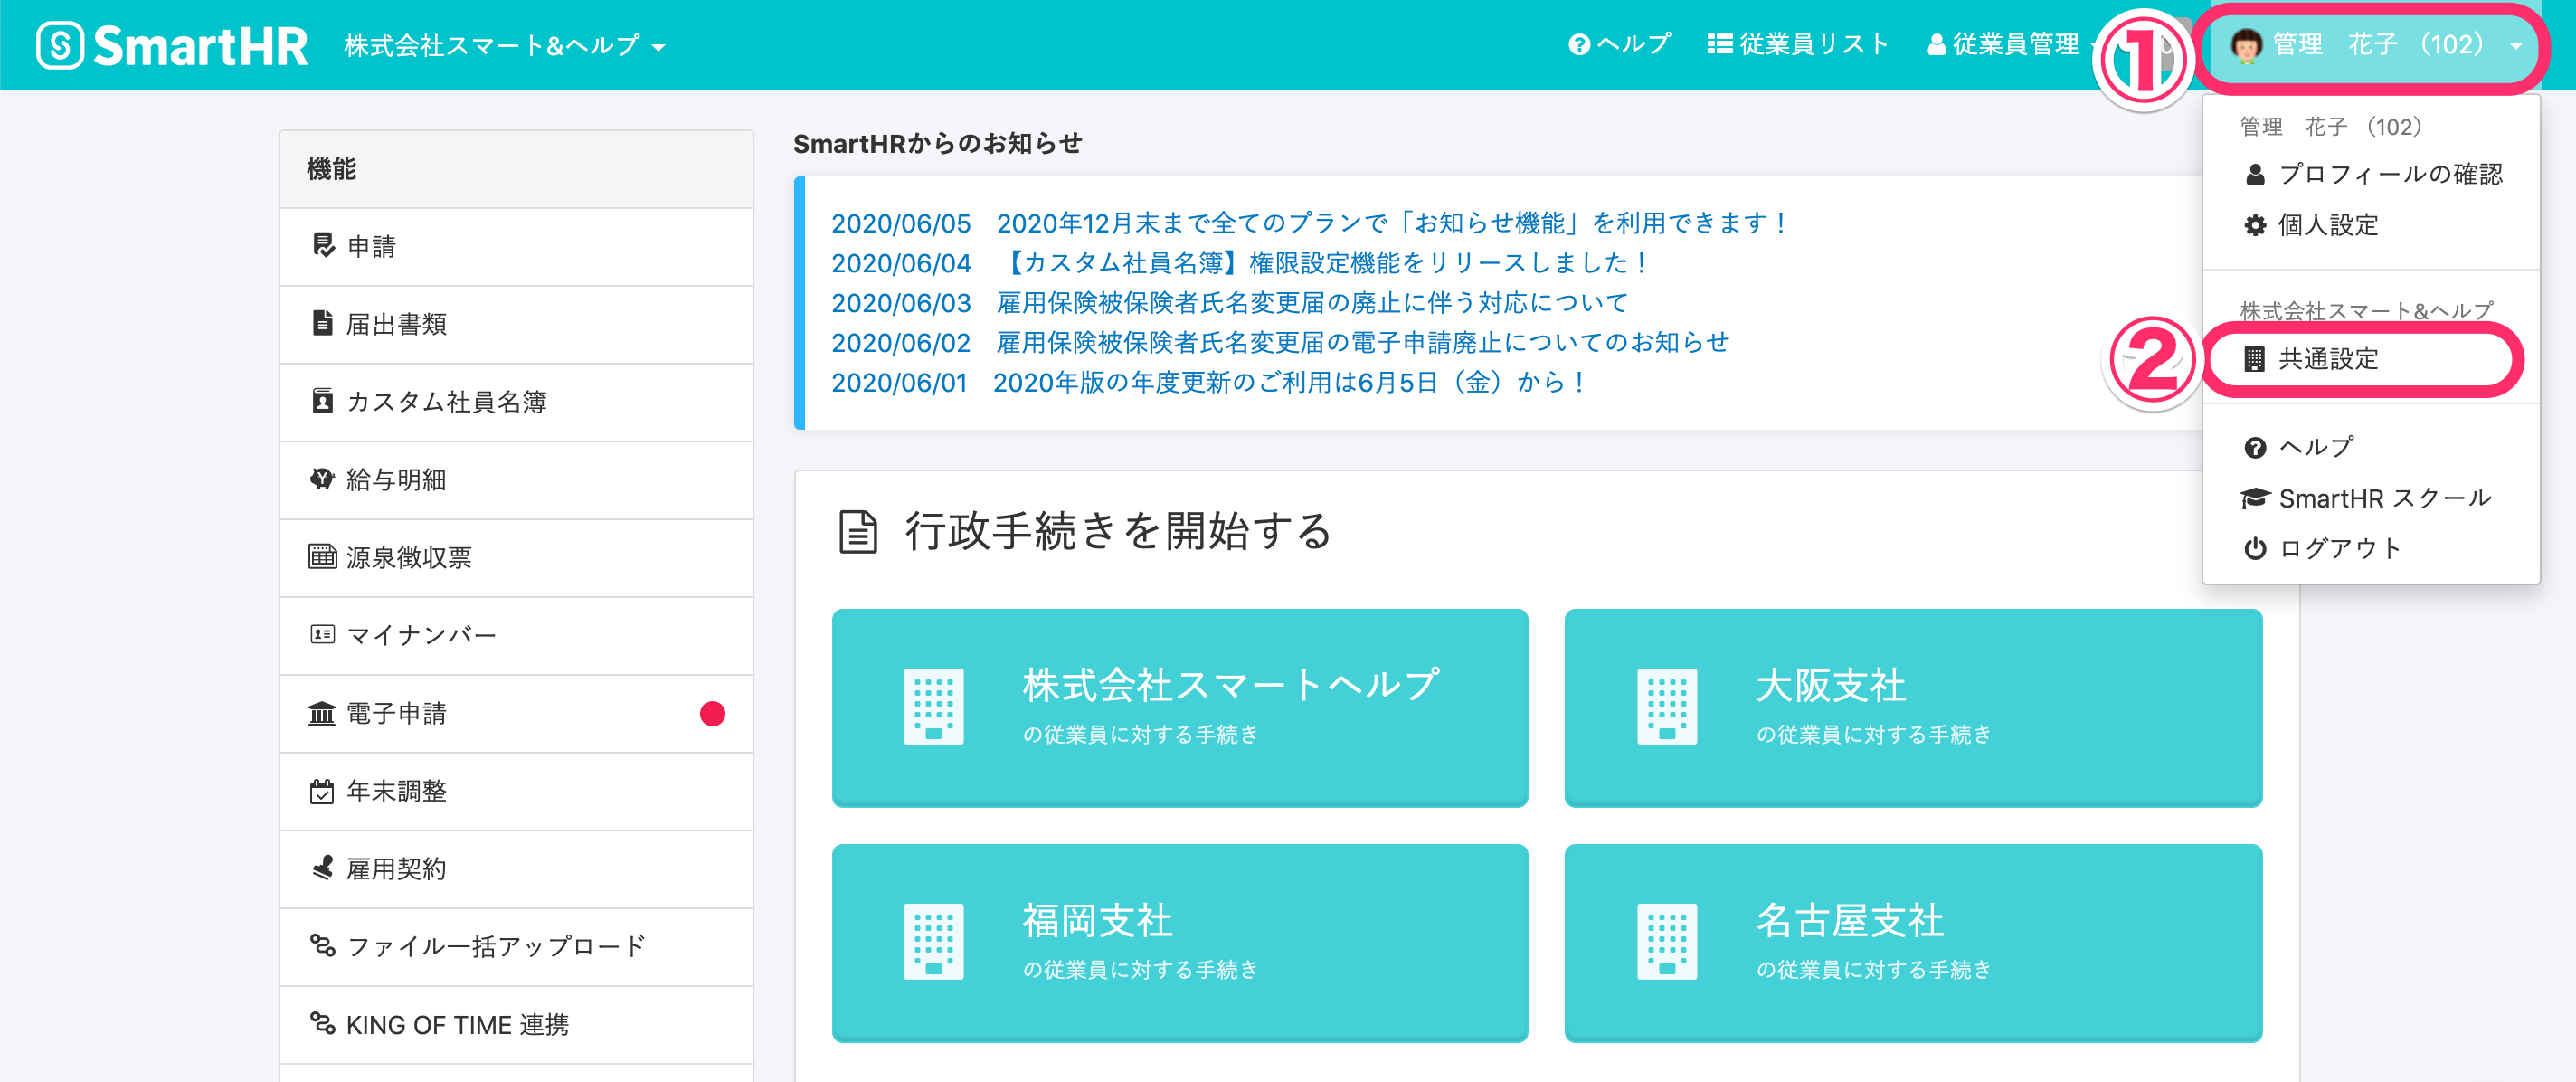 SmartHR 株式会社スマート&ヘルプ
ヘルプ 従業員リスト 従業員管理 ① 管理　花子 （102）
管理　花子 （102）
プロフィールの確認
個人設定
株式会社スマート&ヘルプ
② 共通設定
ヘルプ
SmartHR スクール
ログアウト
機能
申請
届出書類
カスタム社員名簿
給与明細
源泉徴収票
マイナンバー
電子申請
年末調整
雇用契約
ファイル一括アップロード
KING OF TIME 連携
SmartHRからのお知らせ
2020/06/05　2020年12月末まで全てのプランで「お知らせ機能」を利用できます！
2020/06/04　【カスタム社員名簿】権限設定機能をリリースしました！
2020/06/03　雇用保険被保険者氏名変更届の廃止に伴う対応について
2020/06/02　雇用保険被保険者氏名変更届の電子申請廃止についてのお知らせ
2020/06/01　2020年版の年度更新のご利用は6月5日（金）から！
行政手続きを開始する
株式会社スマートヘルプ
の従業員に対する手続き
大阪支社
の従業員に対する手続き
福岡支社
の従業員に対する手続き
名古屋支社
の従業員に対する手続き